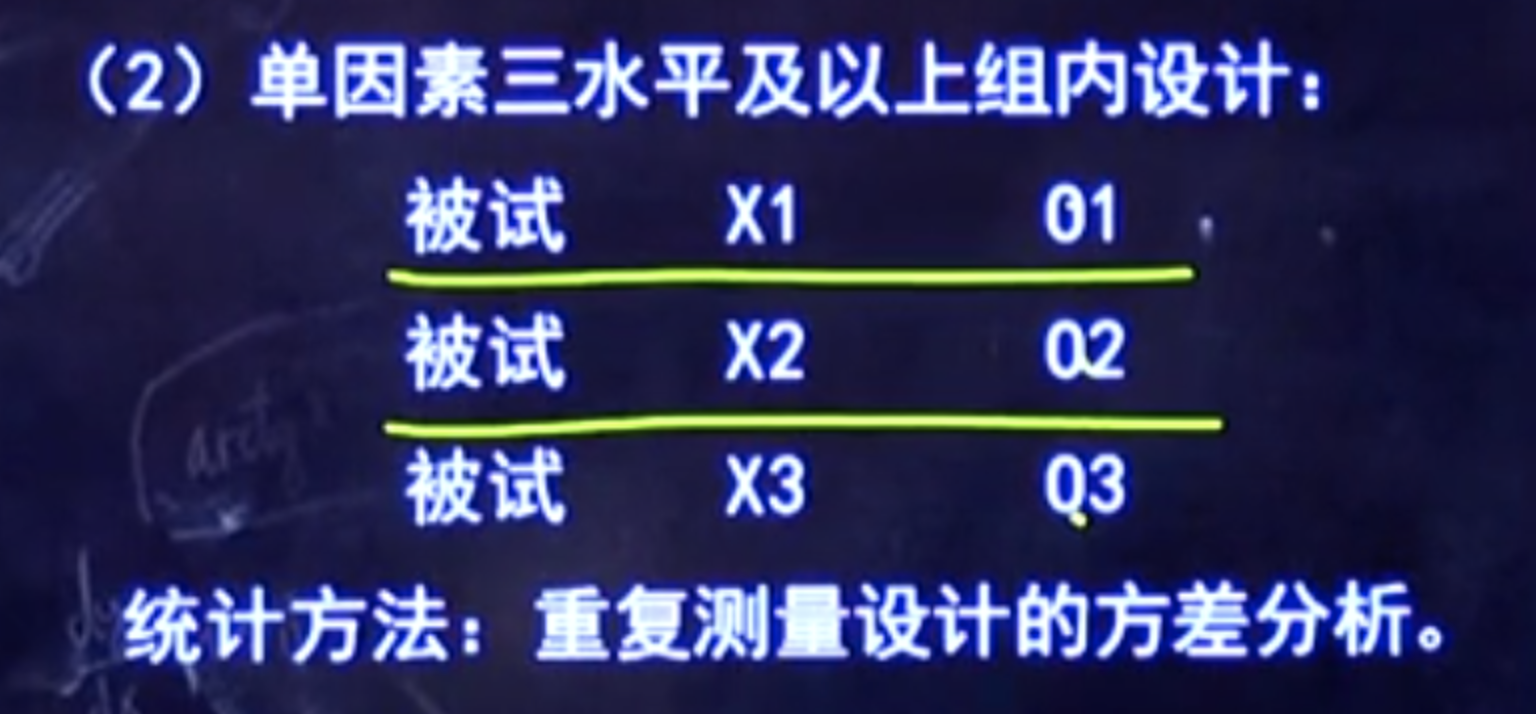 (2) 单因素三水平及以上组内设计：
被试 X1 O1
被试 X2 O2
被试 X3 O3
统计方法：重复测量设计的方差分析。